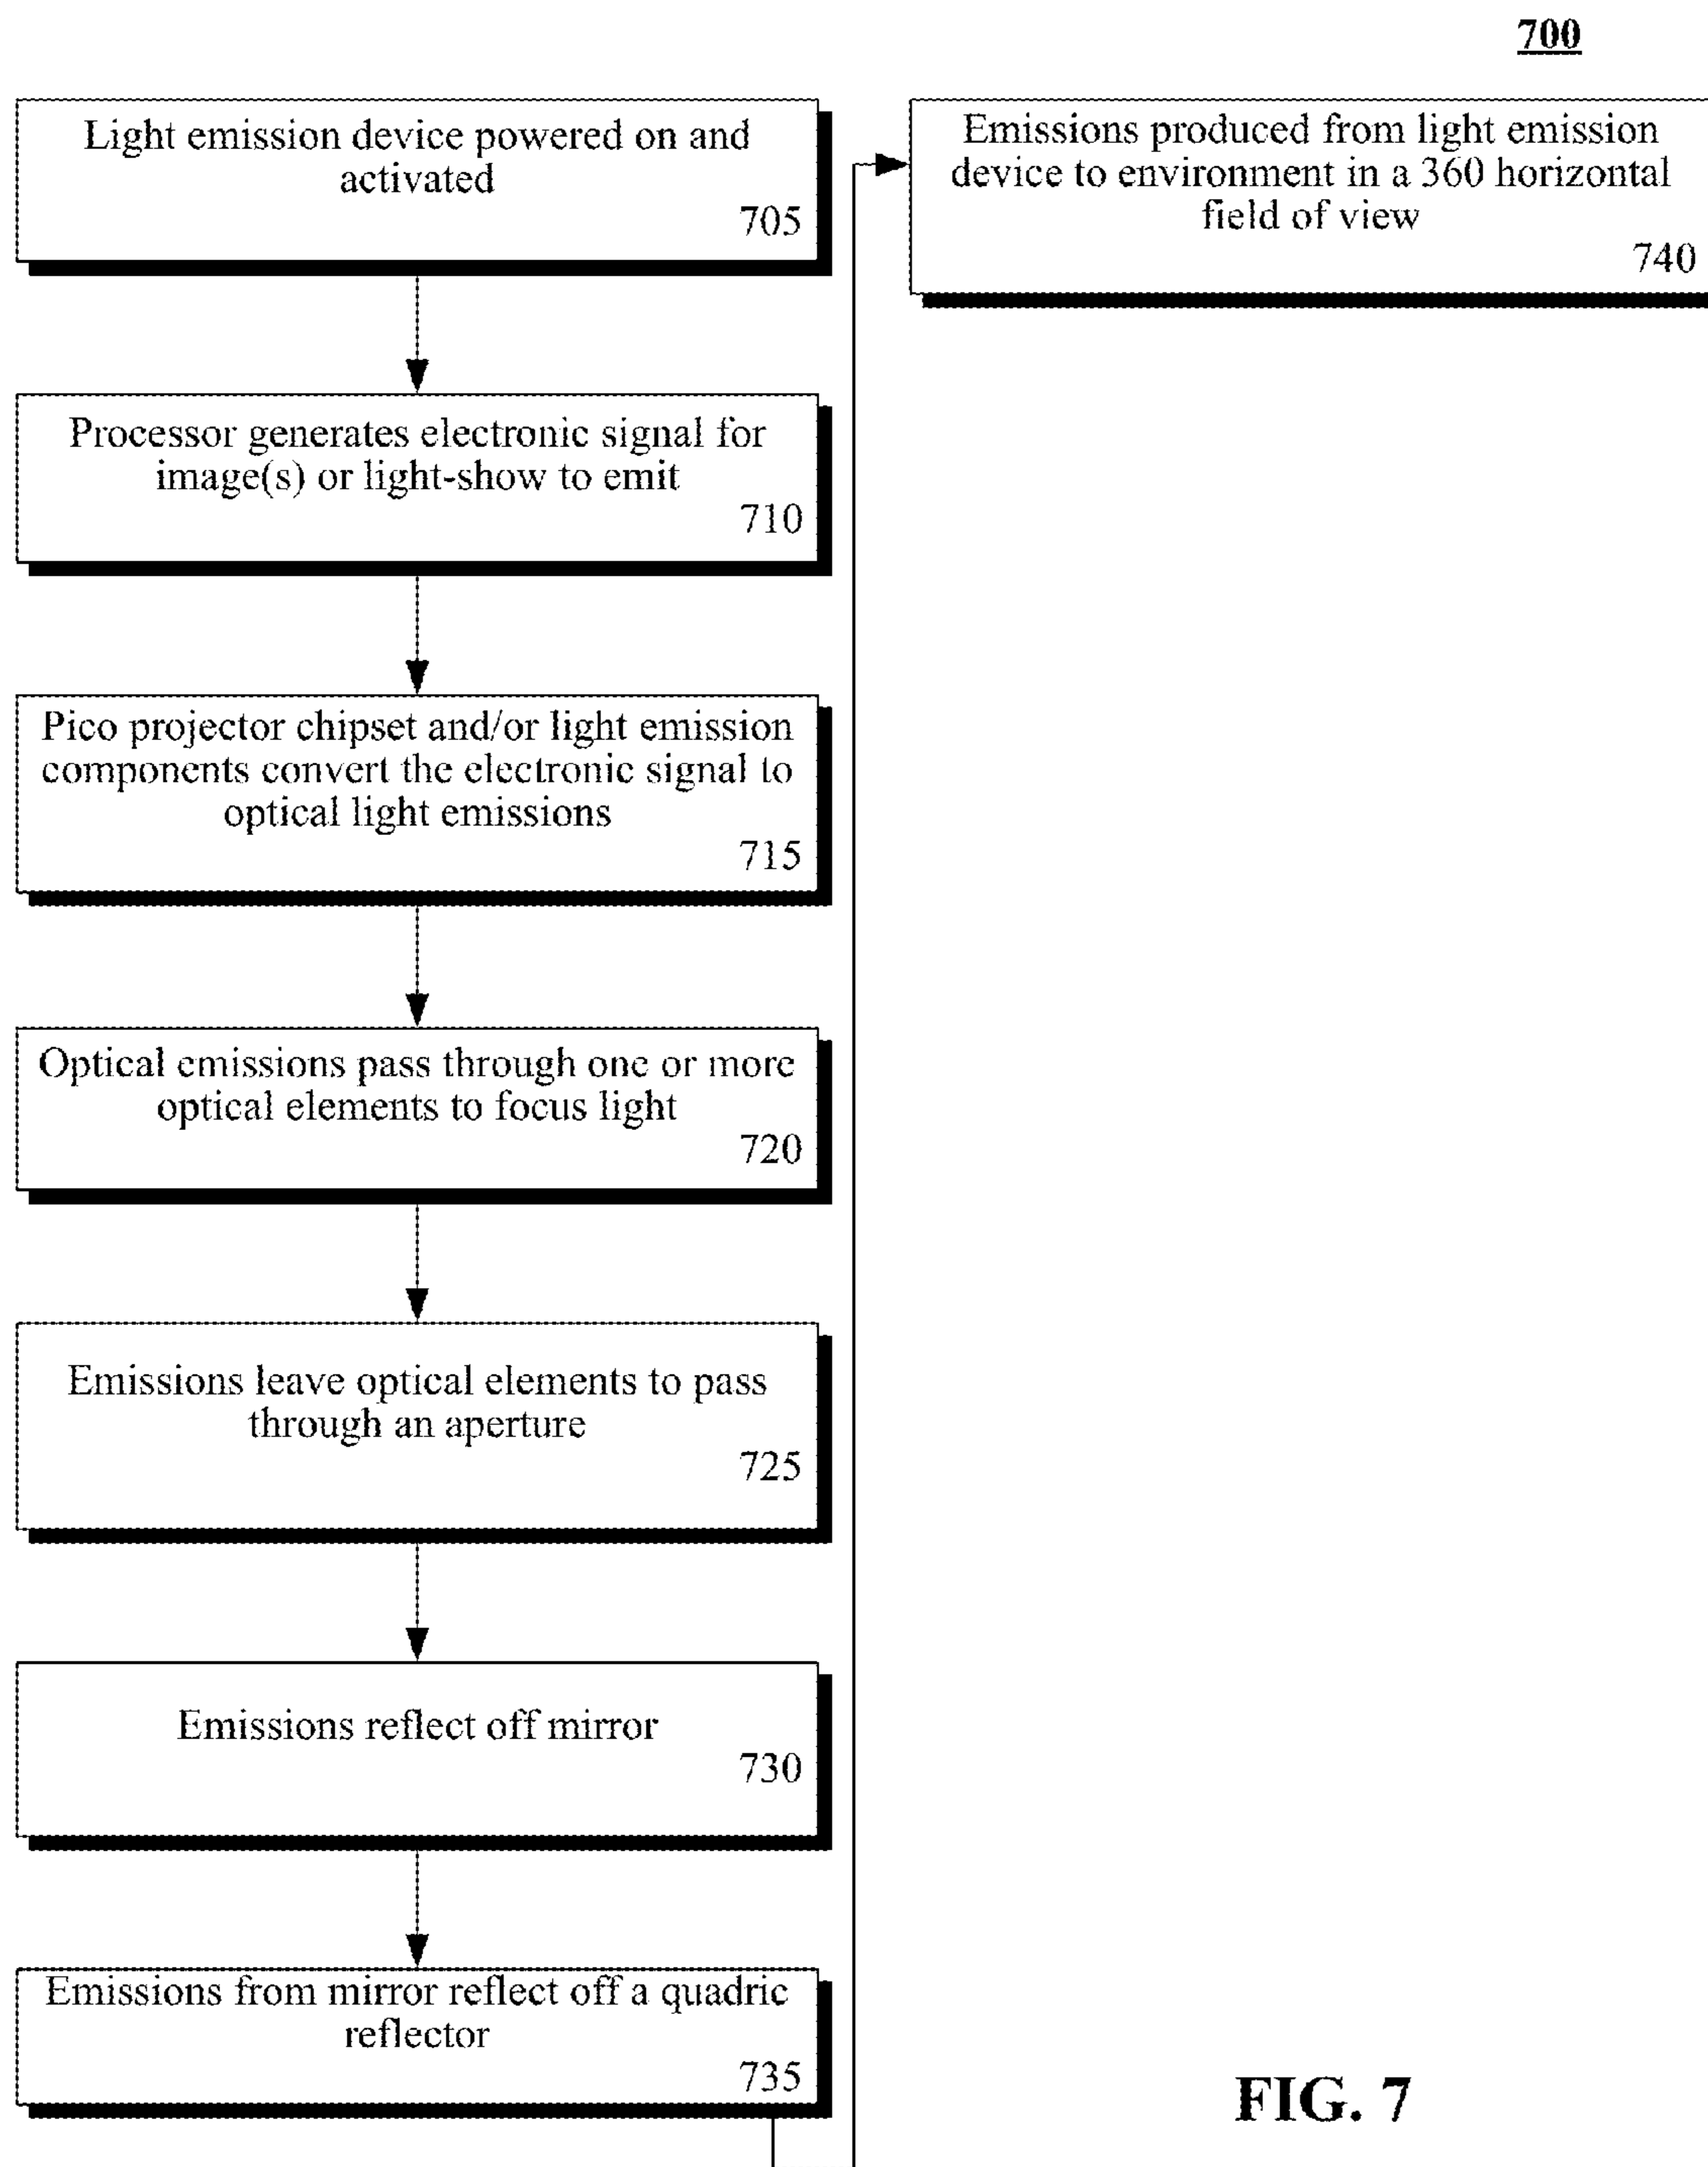 700
Light emission device powered on and
activated
705
Processor generates electronic signal for
image(s) or light-show to emit
710
Pico projector chipset and/or light emission
components convert the electronic signal to
optical light emissions
715
Optical emissions pass through one or more
optical elements to focus light
720
Emissions leave optical elements to pass
through an aperture
725
Emissions reflect off mirror
730
Emissions from mirror reflect off a quadric
reflector
735
Emissions produced from light emission
device to environment in a 360 horizontal
field of view
740
FIG. 7